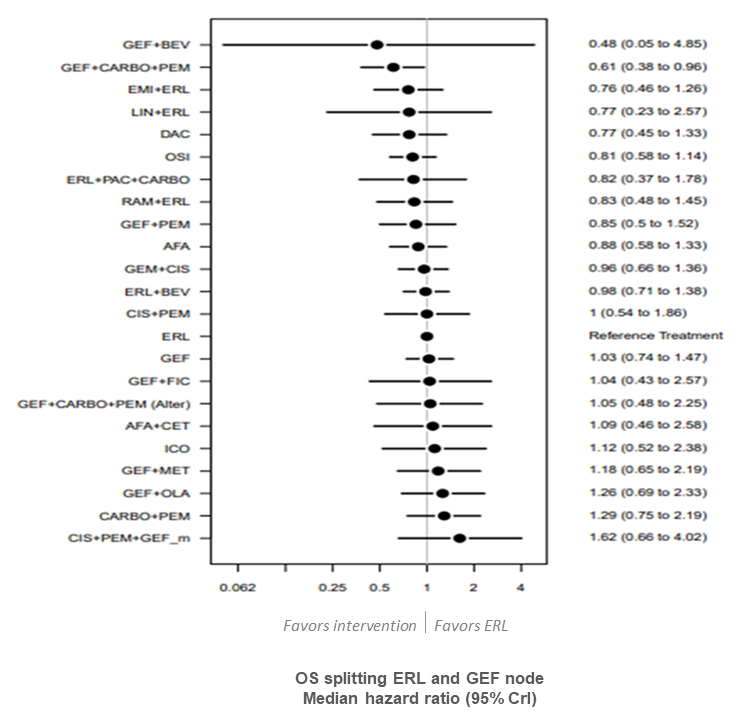 GEF+BEV 0.48 (0.05 to 4.85)
GEF+CARBO+PEM 0.61 (0.38 to 0.96)
EMI+ERL 0.76 (0.46 to 1.26)
LIN+ERL 0.77 (0.23 to 2.57)
DAC 0.77 (0.45 to 1.33)
OSI 0.81 (0.58 to 1.14)
ERL+PAC+CARBO 0.82 (0.37 to 1.78)
RAM+ERL 0.83 (0.48 to 1.45)
GEF+PEM 0.85 (0.5 to 1.52)
AFA 0.88 (0.58 to 1.33)
GEM+CIS 0.96 (0.66 to 1.36)
ERL+BEV 0.98 (0.71 to 1.38)
CIS+PEM 1 (0.54 to 1.86)
ERL Reference Treatment
GEF 1.03 (0.74 to 1.47)
GEF+FIC 1.04 (0.43 to 2.57)
GEF+CARBO+PEM (Alter) 1.05 (0.48 to 2.25)
AFA+CET 1.09 (0.46 to 2.58)
ICO 1.12 (0.52 to 2.38)
GEF+MET 1.18 (0.65 to 2.19)
GEF+OLA 1.26 (0.69 to 2.33)
CARBO+PEM 1.29 (0.75 to 2.19)
CIS+PEM+GEF_m 1.62 (0.66 to 4.02)
0.062 0.25 0.5 1 2 4
Favors intervention Favors ERL
OS splitting ERL and GEF node
Median hazard ratio (95% CrI)